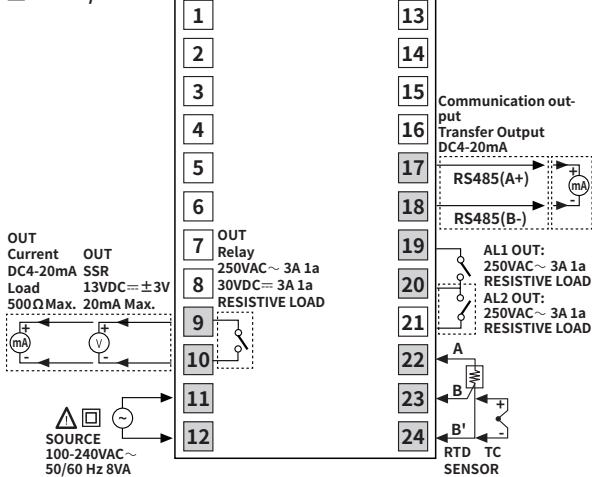 1
2
3
4
5
6
7
8
9
10
11
12
13
14
15
16
17
18
19
20
21
22
23
24
Communication out-
put
Transfer Output
DC4-20mA
RS485(A+)
RS485(B-)
+
mA
-
AL1 OUT:
250VAC∼ 3A 1a
RESISTIVE LOAD
AL2 OUT:
250VAC∼ 3A 1a
RESISTIVE LOAD
A
B
B'
+
-
RTD TC
SENSOR
OUT
Relay
250VAC∼ 3A 1a
30VDC⎓ 3A 1a
RESISTIVE LOAD
OUT
Current
DC4-20mA
Load
500ΩMax.
OUT
SSR
13VDC⎓±3V
20mA Max.
+
mA
-
+
V
-
SOURCE
100-240VAC∼
50/60 Hz 8VA